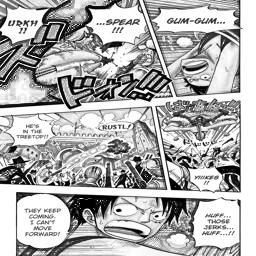 GUM-GUM...
...SPEAR
!!!
URKH
!!
YIIKES
!!
RUSTL!
HE'S
IN THE
TREETOP!!
HUFF...
THOSE
JERKS...
HUFF...!!
THEY KEEP
COMING.
I CAN'T
MOVE
FORWARD!